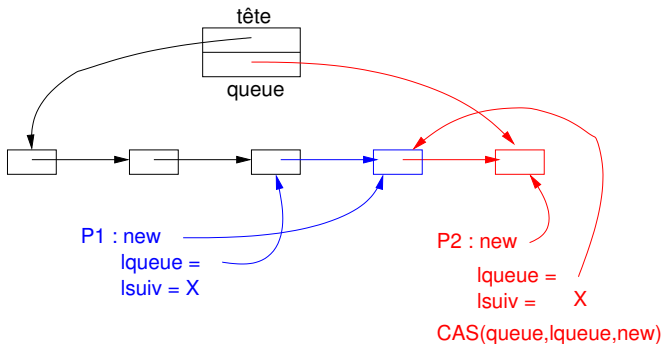 tête
queue
P1 : new
lqueue =
lsuiv = X
P2 : new
lqueue =
lsuiv = X
CAS(queue,lqueue,new)